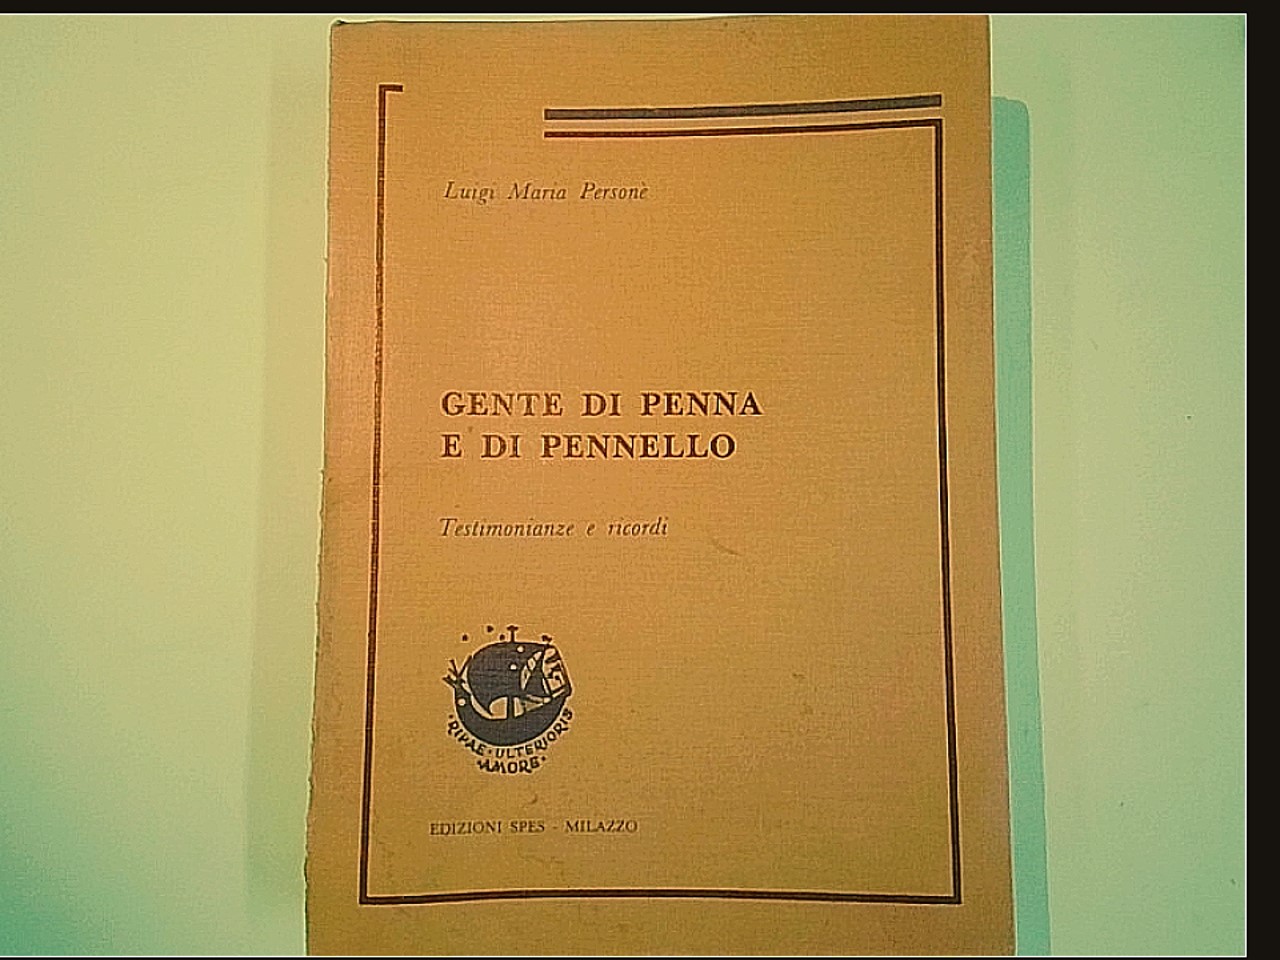 Luigi Maria Personè
GENTE DI PENNA
E DI PENNELLO
Testimonianze e ricordi
· RIPAE · ULTERIORIS
· AMORE ·
EDIZIONI SPES - MILAZZO